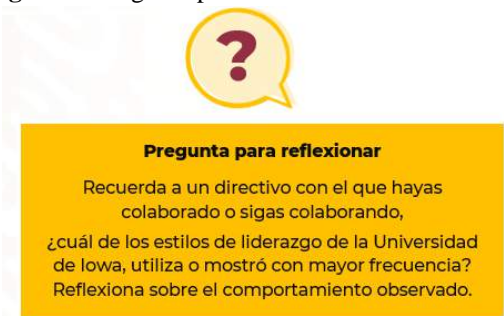 ?
Pregunta para reflexionar
Recuerda a un directivo con el que hayas
colaborado o sigas colaborando,
¿cuál de los estilos de liderazgo de la Universidad
de Iowa, utiliza o mostró con mayor frecuencia?
Reflexiona sobre el comportamiento observado.